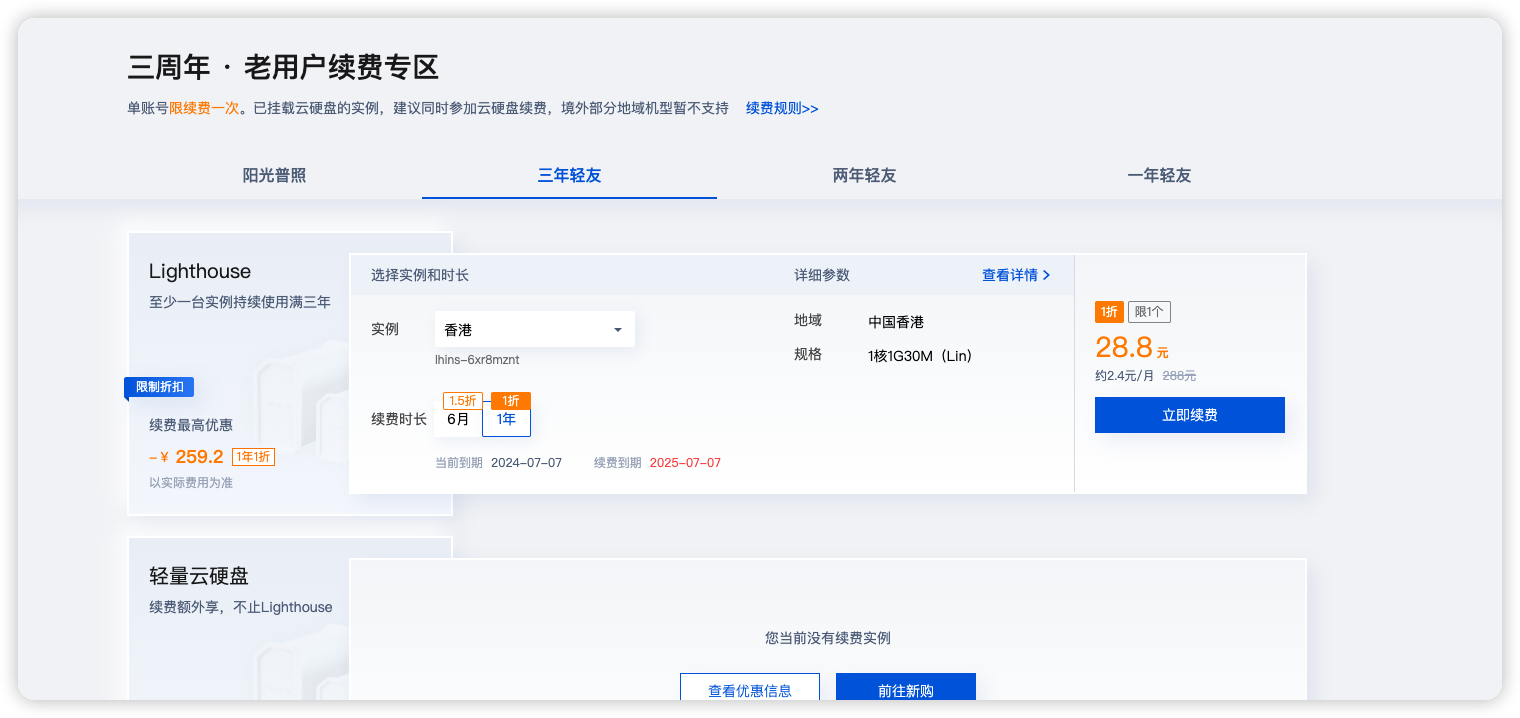 三周年 · 老用户续费专区
单账号限续费一次。已挂载云硬盘的实例，建议同时参加云硬盘续费，境外部分地域机型暂不支持 续费规则>>
阳光普照 三年轻友 两年轻友 一年轻友
Lighthouse
至少一台实例持续使用满三年
限制折扣
续费最高优惠
-¥ 259.2 1年1折
以实际费用为准
选择实例和时长
实例 香港
lhins-6xr8mznt
续费时长
1.5折 1折
6月 1年
当前到期 2024-07-07 续费到期 2025-07-07
详细参数 查看详情 >
地域 中国香港
规格 1核1G30M（Lin）
1折 限1个
28.8 元
约2.4元/月 288元
立即续费
轻量云硬盘
续费额外享，不止Lighthouse
您当前没有续费实例
查看优惠信息 前往新购